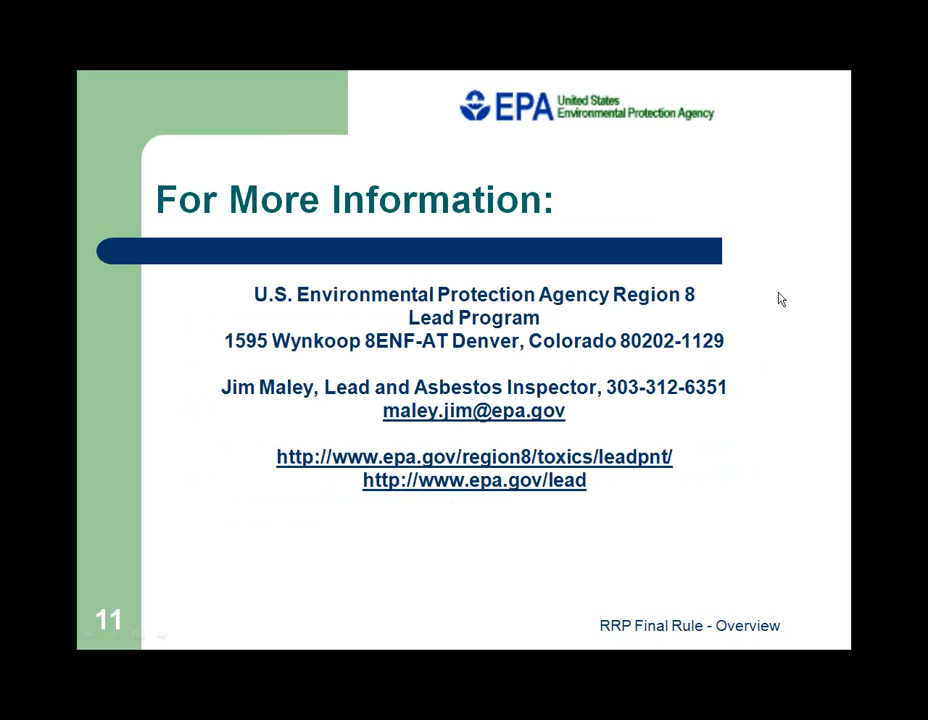 EPA United States
Environmental Protection Agency
For More Information:
U.S. Environmental Protection Agency Region 8
Lead Program
1595 Wynkoop 8ENF-AT Denver, Colorado 80202-1129
Jim Maley, Lead and Asbestos Inspector, 303-312-6351
maley.jim@epa.gov
http://www.epa.gov/region8/toxics/leadpnt/
http://www.epa.gov/lead
11
RRP Final Rule - Overview